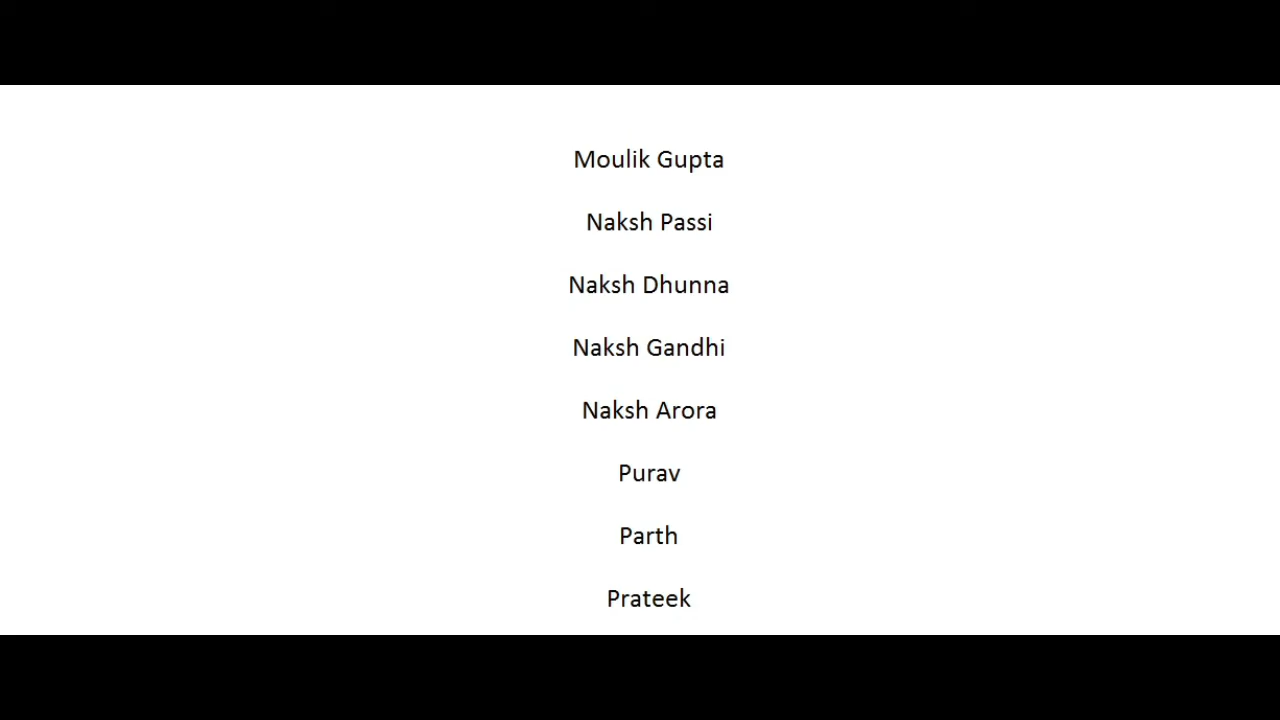 Moulik Gupta
Naksh Passi
Naksh Dhunna
Naksh Gandhi
Naksh Arora
Purav
Parth
Prateek